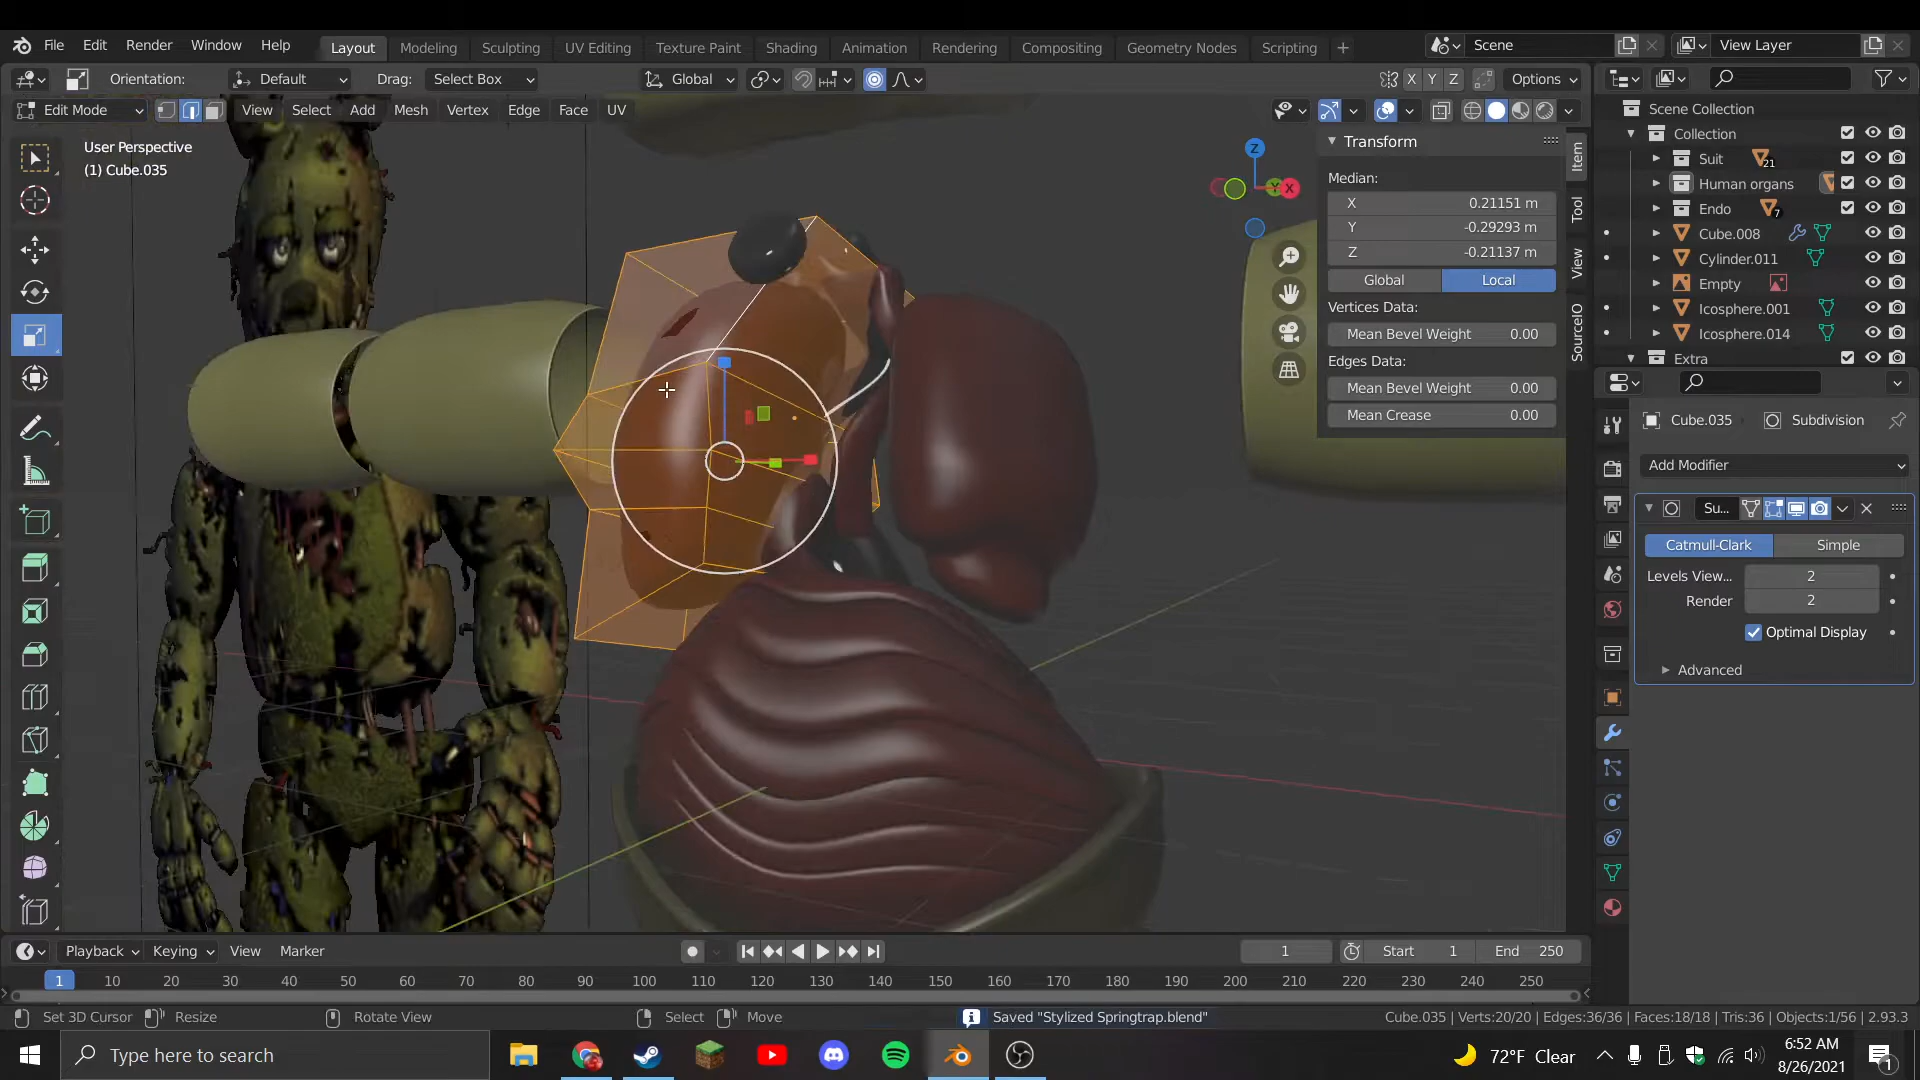 File Edit Render Window Help Layout Modeling Sculpting UV Editing Texture Paint Shading Animation Rendering Compositing Geometry Nodes Scripting + Scene View Layer
Orientation: Default Drag: Select Box Global X Y Z Options
Edit Mode View Select Add Mesh Vertex Edge Face UV
User Perspective
(1) Cube.035
Z
Y X
Transform
Median:
X 0.21151 m
Y -0.29293 m
Z -0.21137 m
Global Local
Vertices Data:
Mean Bevel Weight 0.00
Edges Data:
Mean Bevel Weight 0.00
Mean Crease 0.00
Item
Tool
View
SourceIO
Scene Collection
Collection
Suit 21
Human organs
Endo 7
Cube.008
Cylinder.011
Empty
Icosphere.001
Icosphere.014
Extra
Cube.035 Subdivision
Add Modifier
Su...
Catmull-Clark Simple
Levels View... 2
Render 2
Optimal Display
Advanced
Playback Keying View Marker 1 Start 1 End 250
1 10 20 30 40 50 60 70 80 90 100 110 120 130 140 150 160 170 180 190 200 210 220 230 240 250
Set 3D Cursor Resize Rotate View Select Move Saved "Stylized Springtrap.blend" Cube.035 | Verts:20/20 | Edges:36/36 | Faces:18/18 | Tris:36 | Objects:1/56 | 2.93.3
Type here to search 72°F Clear 6:52 AM
8/26/2021 1